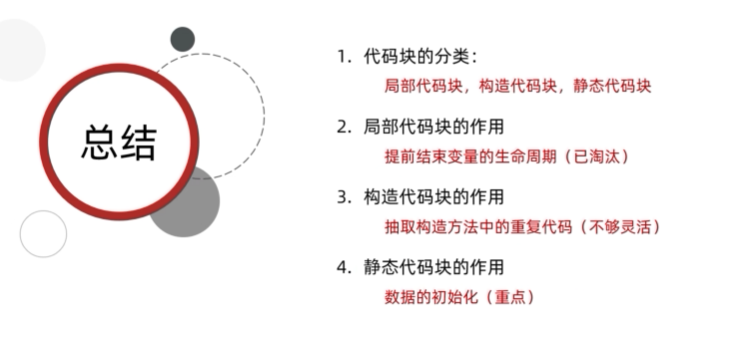 总结
1. 代码块的分类：
局部代码块，构造代码块，静态代码块
2. 局部代码块的作用
提前结束变量的生命周期（已淘汰）
3. 构造代码块的作用
抽取构造方法中的重复代码（不够灵活）
4. 静态代码块的作用
数据的初始化（重点）